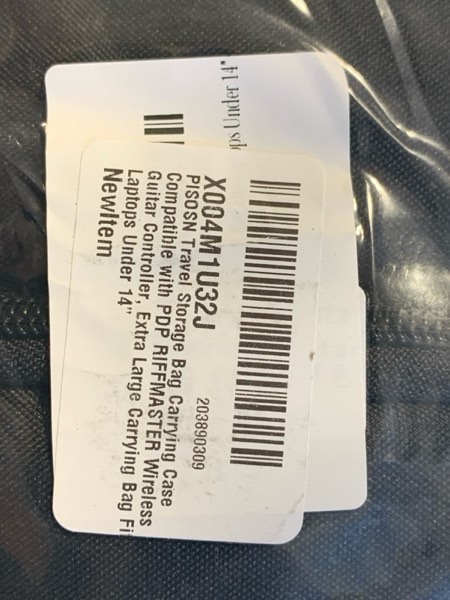 X004M1U32J
203890309
PISOSN Travel Storage Bag Carrying Case
Compatible with PDP RIFFMASTER Wireless
Guitar Controller, Extra Large Carrying Bag Fi
Laptops Under 14"
NewItem
ps Under 14"